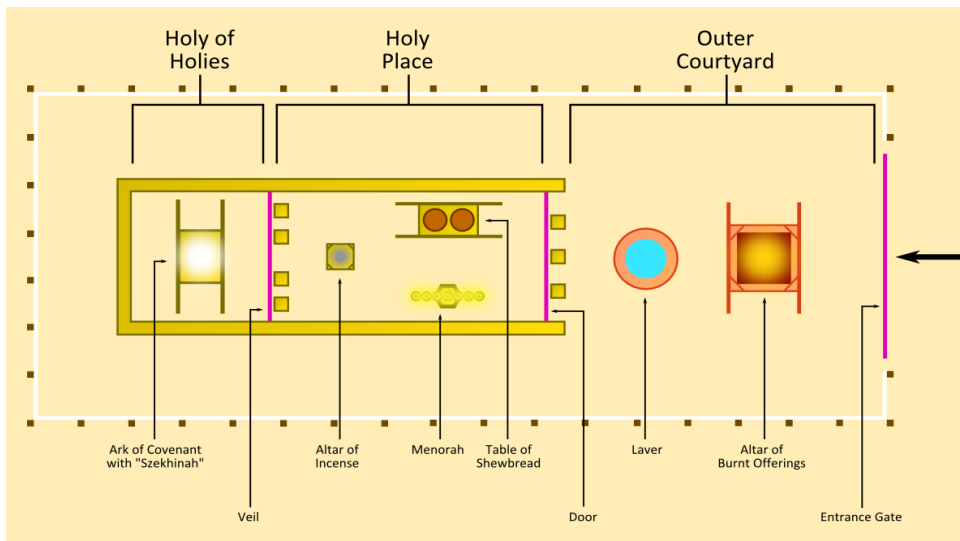 Holy of
Holies
Holy
Place
Outer
Courtyard
Ark of Covenant
with "Szekhinah"
Altar of
Incense
Menorah
Table of
Shewbread
Laver
Altar of
Burnt Offerings
Veil
Door
Entrance Gate